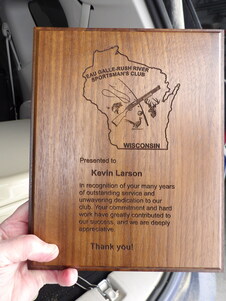 EAU GALLE-RUSH RIVER
SPORTSMAN'S CLUB
WISCONSIN
Presented to
Kevin Larson
in recognition of your many years
of outstanding service and
unwavering dedication to our
club. Your commitment and hard
work have greatly contributed to
our success, and we are deeply
appreciative.
Thank you!